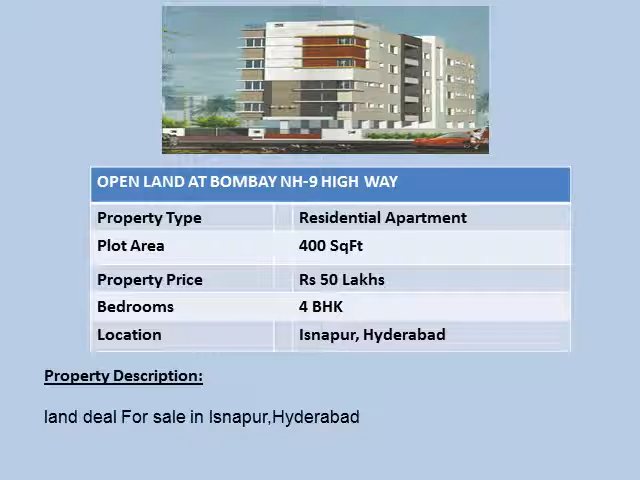 OPEN LAND AT BOMBAY NH-9 HIGH WAY
Property Type Residential Apartment
Plot Area 400 SqFt
Property Price Rs 50 Lakhs
Bedrooms 4 BHK
Location Isnapur, Hyderabad
Property Description:
land deal For sale in Isnapur,Hyderabad